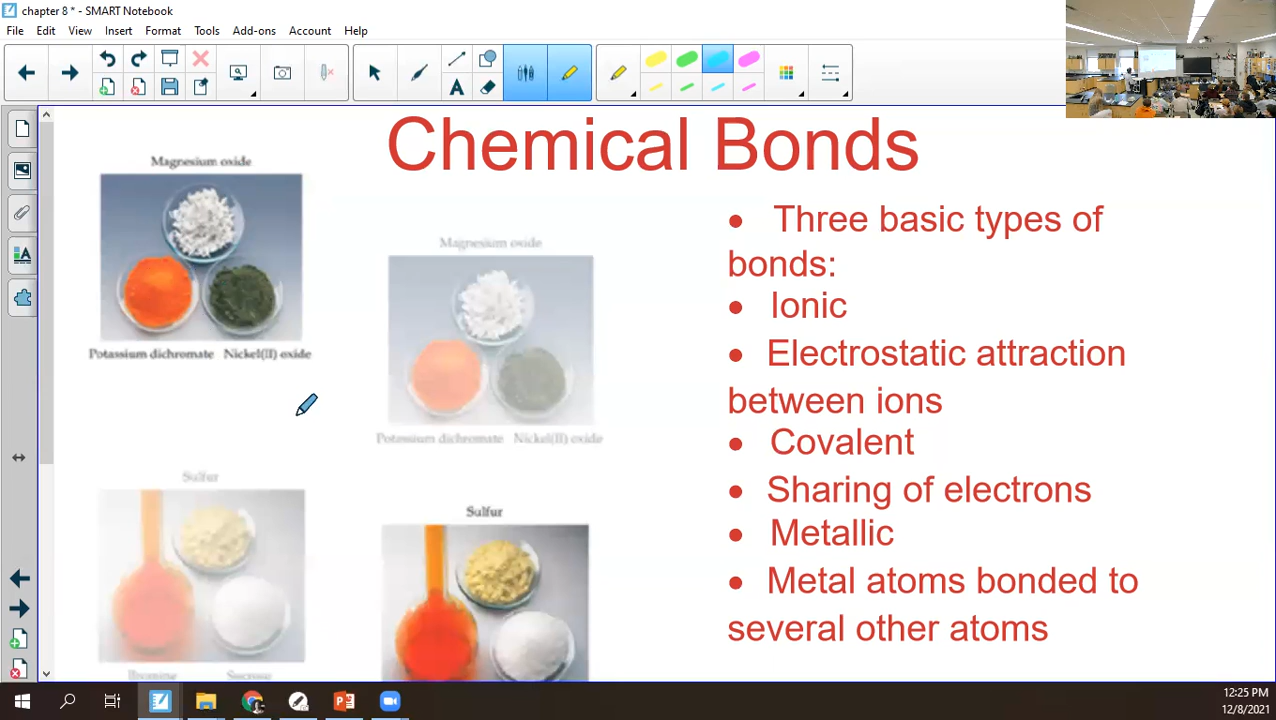 chapter 8 * - SMART Notebook
File Edit View Insert Format Tools Add-ons Account Help
Chemical Bonds
Magnesium oxide
Potassium dichromate Nickel(II) oxide
Magnesium oxide
Potassium dichromate Nickel(II) oxide
Sulfur
Bromine Sucrose
Sulfur
• Three basic types of
bonds:
• Ionic
• Electrostatic attraction
between ions
• Covalent
• Sharing of electrons
• Metallic
• Metal atoms bonded to
several other atoms
12:25 PM
12/8/2021